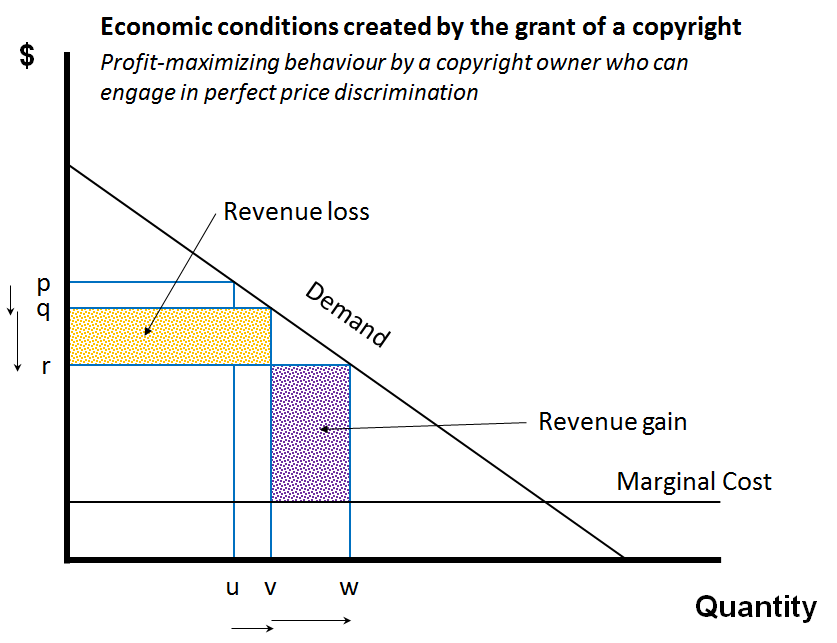 Economic conditions created by the grant of a copyright
$
Profit-maximizing behaviour by a copyright owner who can
engage in perfect price discrimination
Revenue loss
p
q
r
Demand
Revenue gain
Marginal Cost
u v w
Quantity